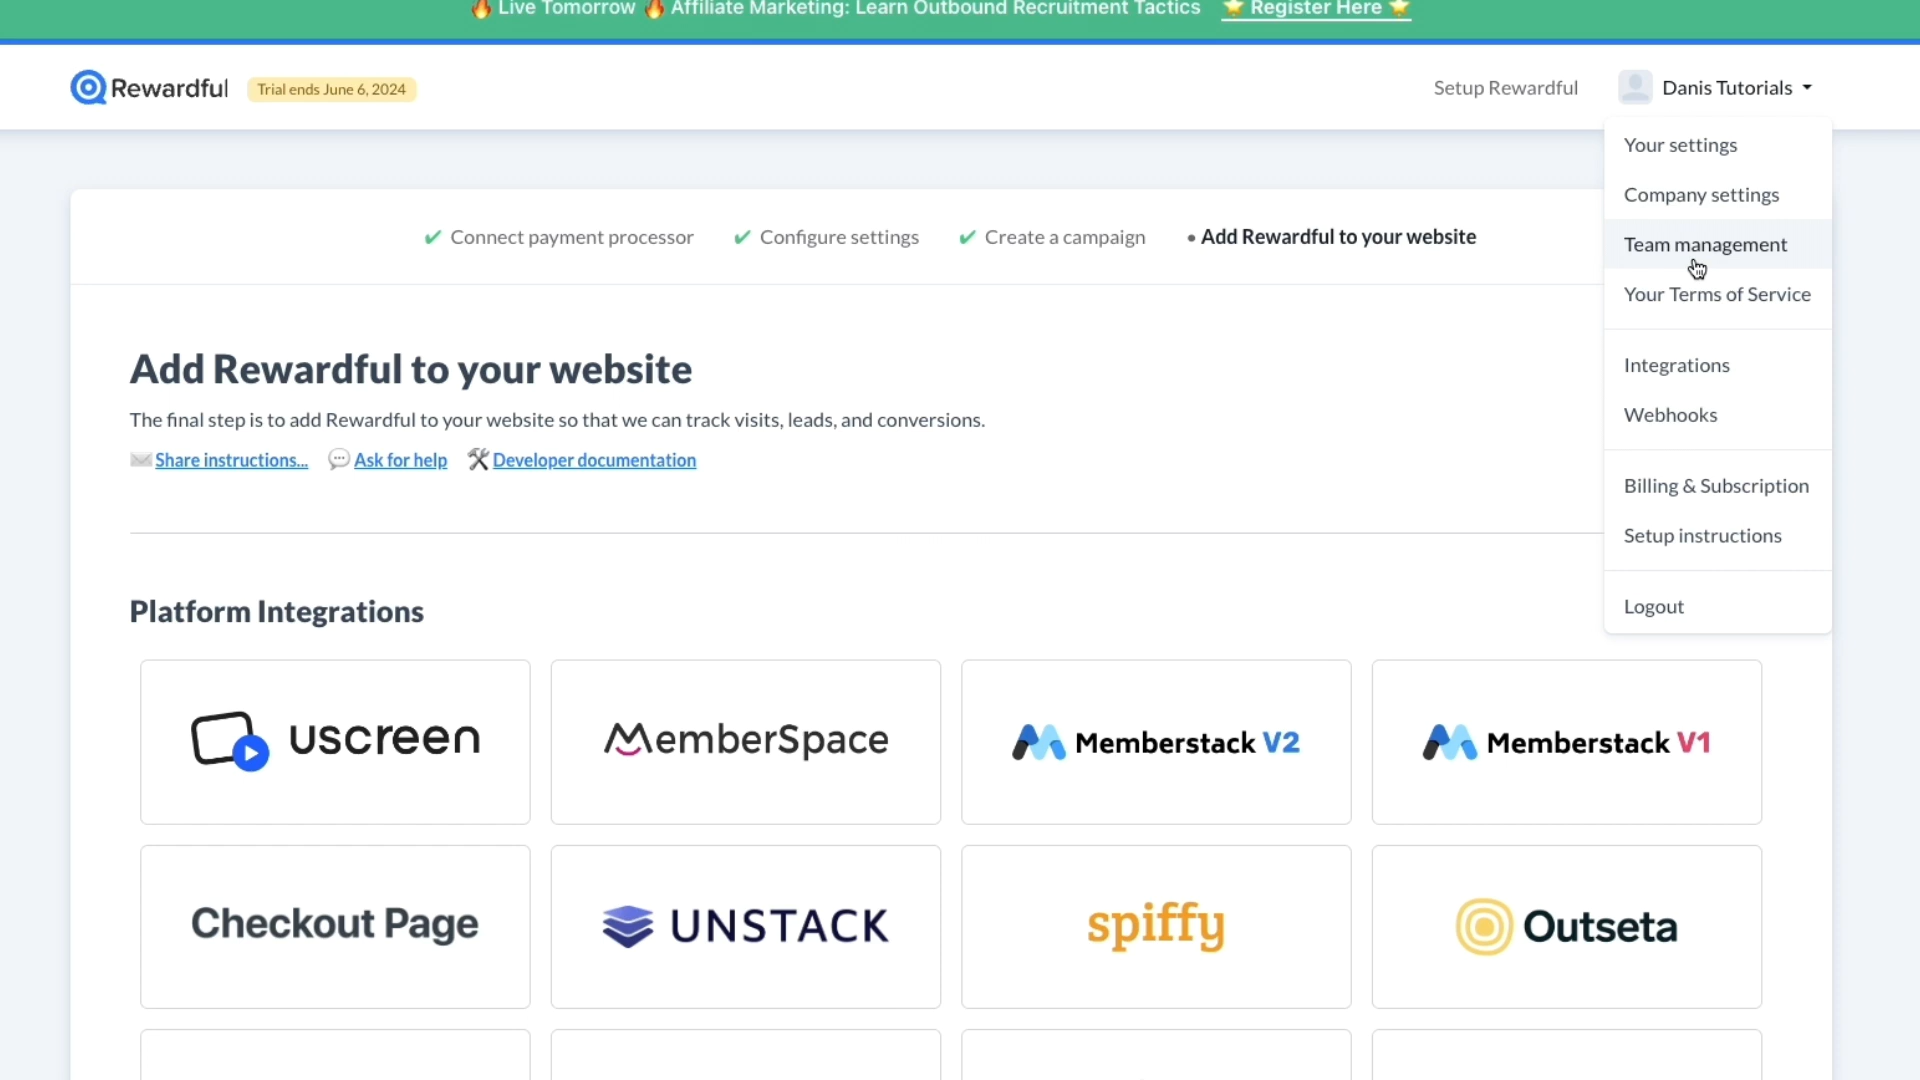 🔥 Live Tomorrow 🔥 Affiliate Marketing: Learn Outbound Recruitment Tactics ⭐ Register Here ⭐
Rewardful
Trial ends June 6, 2024
Setup Rewardful
Danis Tutorials
Your settings
Company settings
Team management
Your Terms of Service
Integrations
Webhooks
Billing & Subscription
Setup instructions
Logout
✔ Connect payment processor
✔ Configure settings
✔ Create a campaign
• Add Rewardful to your website
Add Rewardful to your website
The final step is to add Rewardful to your website so that we can track visits, leads, and conversions.
Share instructions... Ask for help Developer documentation
Platform Integrations
uscreen
MemberSpace
Memberstack V2
Memberstack V1
Checkout Page
UNSTACK
spiffy
Outseta